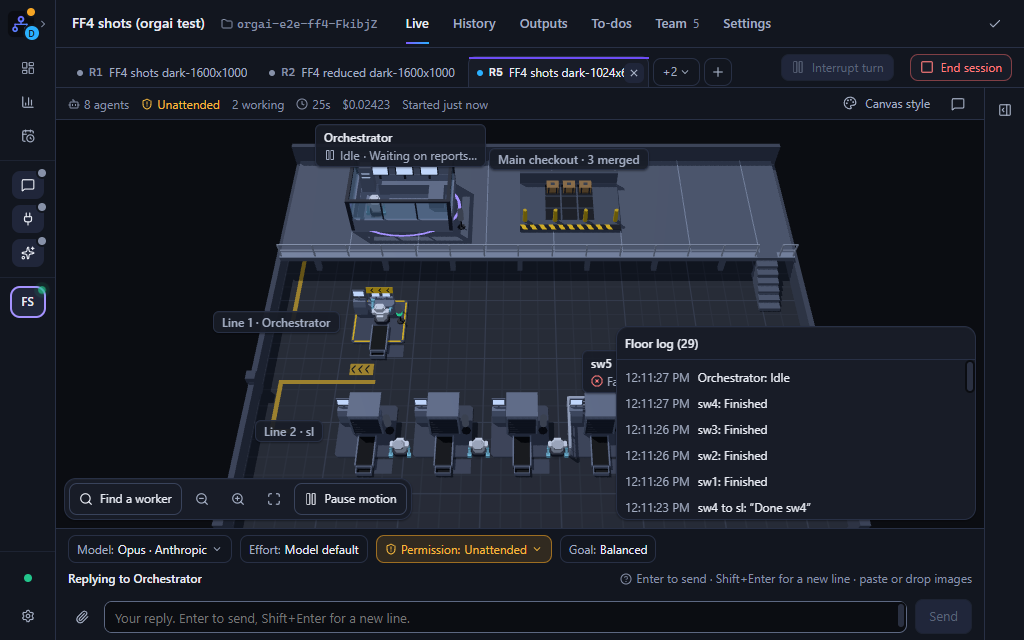 FF4 shots (orgai test)
orgai-e2e-ff4-FkibjZ
Live
History
Outputs
To-dos
Team 5
Settings
D
R1 FF4 shots dark-1600x1000
R2 FF4 reduced dark-1600x1000
R5 FF4 shots dark-1024x6
+2
Interrupt turn
End session
8 agents
Unattended
2 working
25s
$0.02423
Started just now
Canvas style
FS
Orchestrator
Idle · Waiting on reports...
Main checkout · 3 merged
Line 1 · Orchestrator
Line 2 · sl
sw5
Fa
Floor log (29)
12:11:27 PM Orchestrator: Idle
12:11:27 PM sw4: Finished
12:11:26 PM sw3: Finished
12:11:26 PM sw2: Finished
12:11:26 PM sw1: Finished
12:11:23 PM sw4 to sl: “Done sw4”
Find a worker
Pause motion
Model: Opus · Anthropic
Effort: Model default
Permission: Unattended
Goal: Balanced
Replying to Orchestrator
Enter to send · Shift+Enter for a new line · paste or drop images
Your reply. Enter to send, Shift+Enter for a new line.
Send